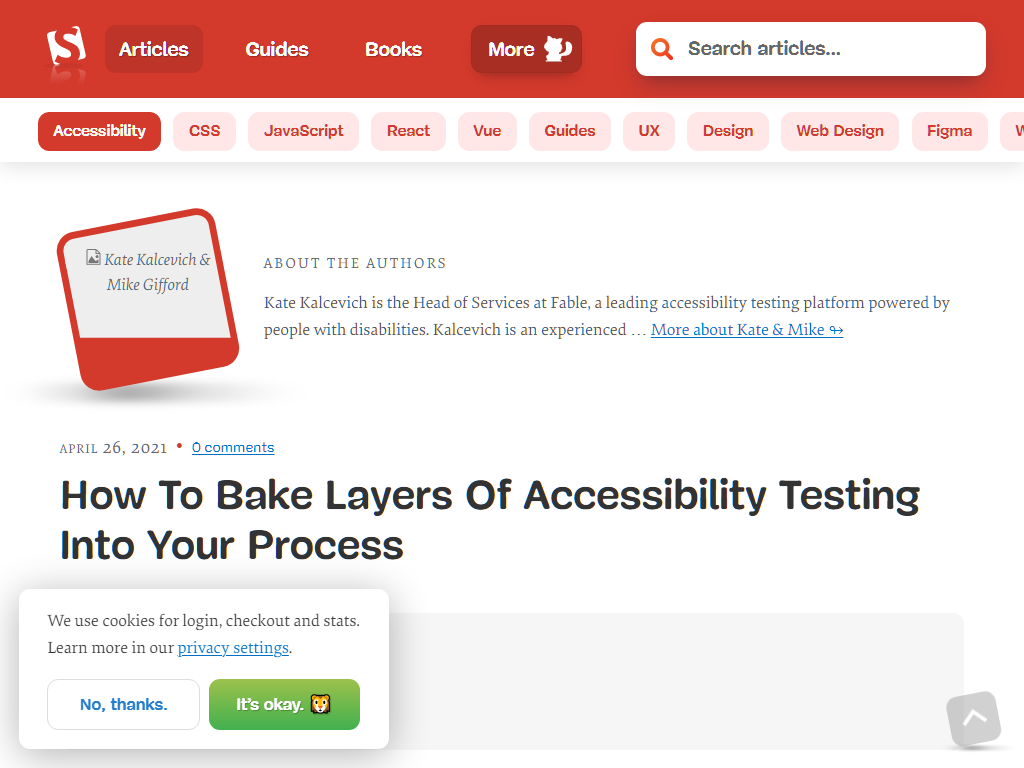 Articles
Guides
Books
More
Search articles...
Accessibility
CSS
JavaScript
React
Vue
Guides
UX
Design
Web Design
Figma
Kate Kalcevich &
Mike Gifford
ABOUT THE AUTHORS
Kate Kalcevich is the Head of Services at Fable, a leading accessibility testing platform powered by
people with disabilities. Kalcevich is an experienced … More about Kate & Mike ↬
APRIL 26, 2021 • 0 comments
How To Bake Layers Of Accessibility Testing
Into Your Process
We use cookies for login, checkout and stats.
Learn more in our privacy settings.
No, thanks.
It's okay. 🐯